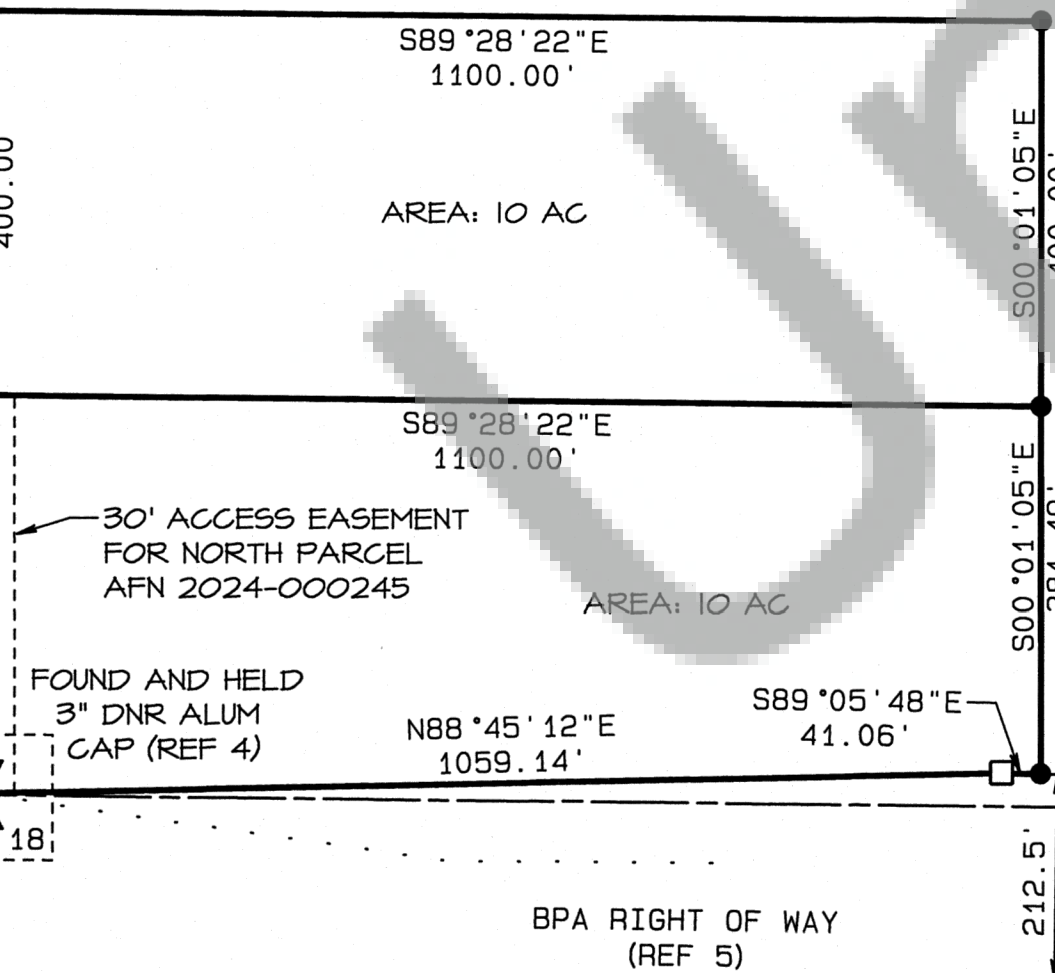 S89°28'22"E
1100.00'
400.00
S00°01'05"E
AREA: 10 AC
S89°28'22"E
1100.00'
S00°01'05"E
30' ACCESS EASEMENT
FOR NORTH PARCEL
AFN 2024-000245
AREA: 10 AC
FOUND AND HELD
3" DNR ALUM
CAP (REF 4)
N88°45'12"E
1059.14'
S89°05'48"E
41.06'
18
212.5'
BPA RIGHT OF WAY
(REF 5)